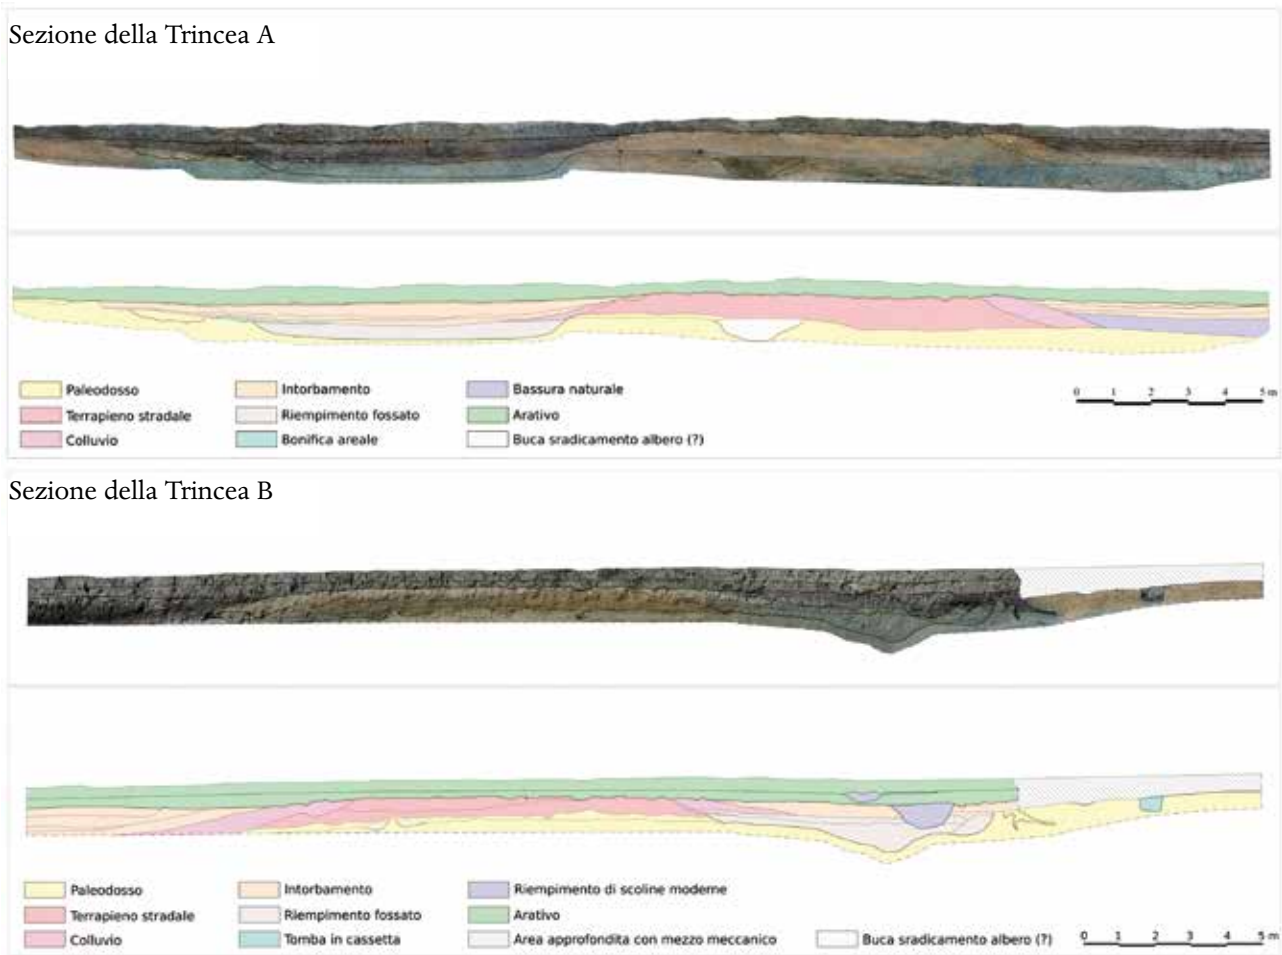 Sezione della Trincea A
Paleodosso Intorbamento Bassura naturale
Terrapieno stradale Riempimento fossato Arativo
Colluvio Bonifica areale Buca sradicamento albero (?)
0 1 2 3 4 5 m
Sezione della Trincea B
Paleodosso Intorbamento Riempimento di scoline moderne
Terrapieno stradale Riempimento fossato Arativo
Colluvio Tomba in cassetta Area approfondita con mezzo meccanico Buca sradicamento albero (?)
0 1 2 3 4 5 m